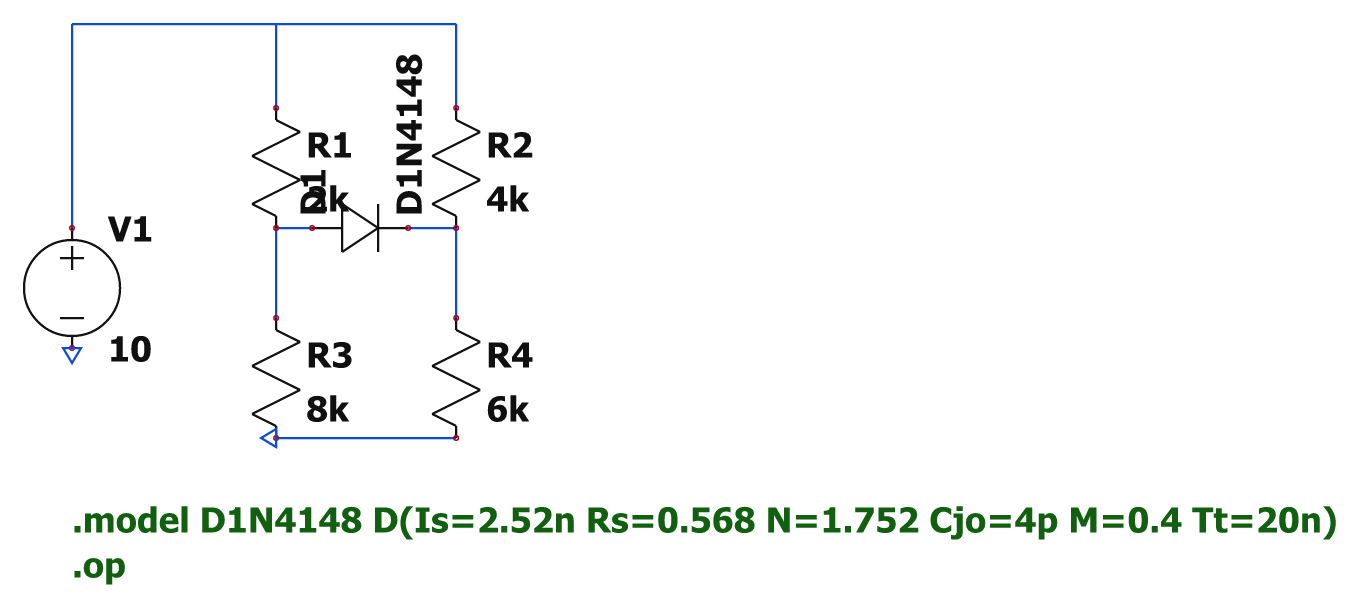 V1
10
R1
2k
D1
D1N4148
R2
4k
R3
8k
R4
6k
.model D1N4148 D(Is=2.52n Rs=0.568 N=1.752 Cjo=4p M=0.4 Tt=20n)
.op